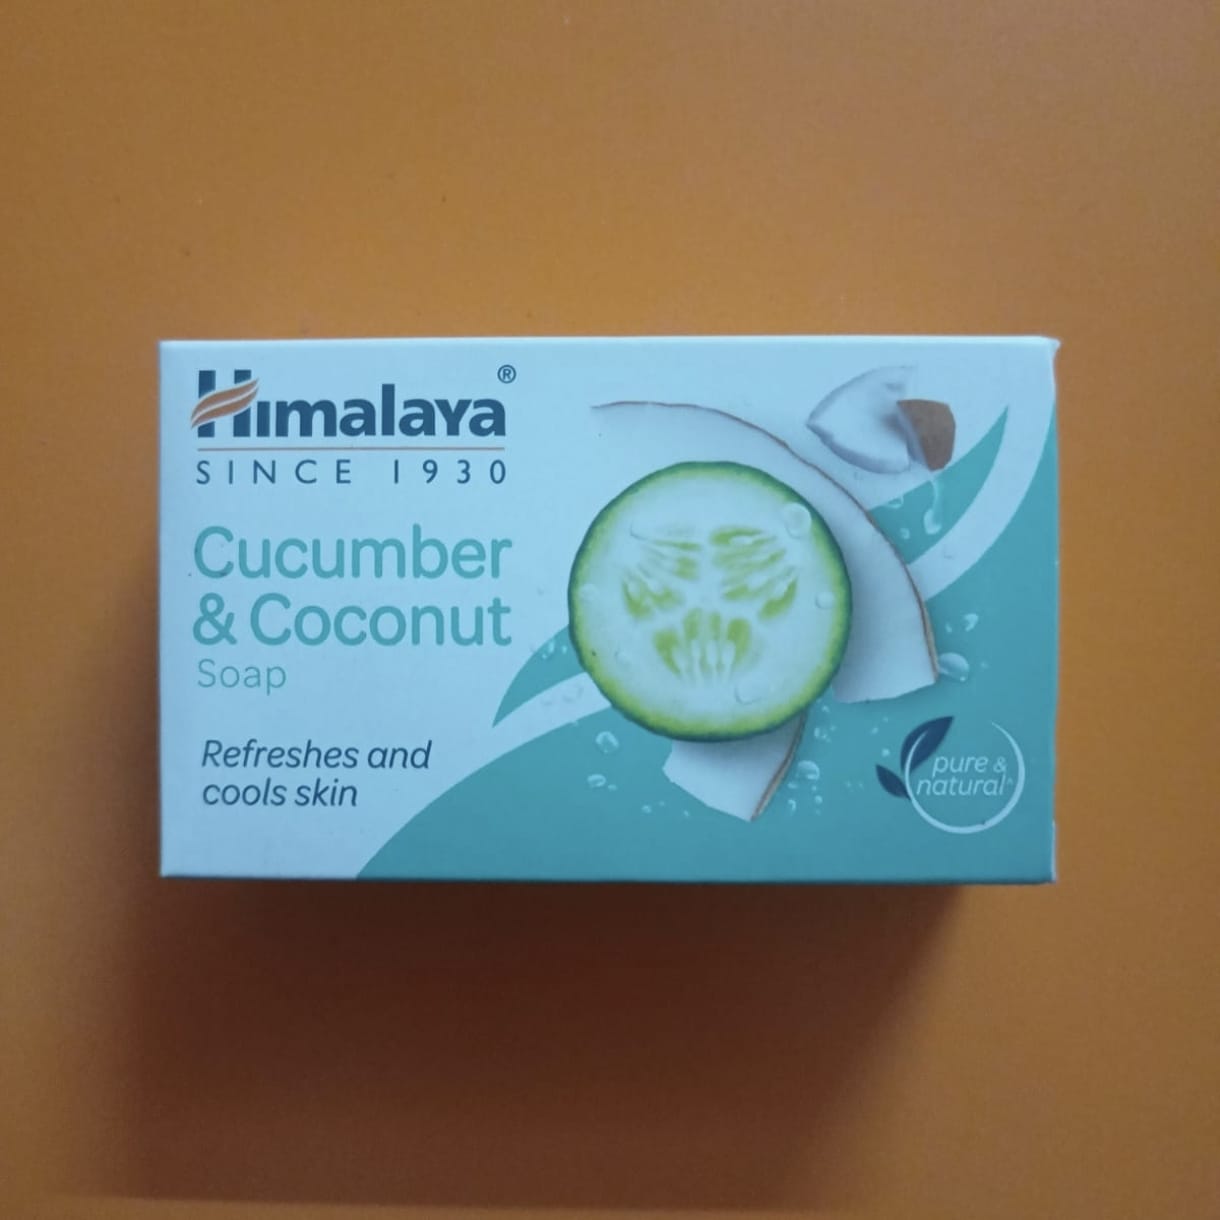 Himalaya®
SINCE 1930
Cucumber
& Coconut
Soap
Refreshes and
cools skin
pure &
natural^